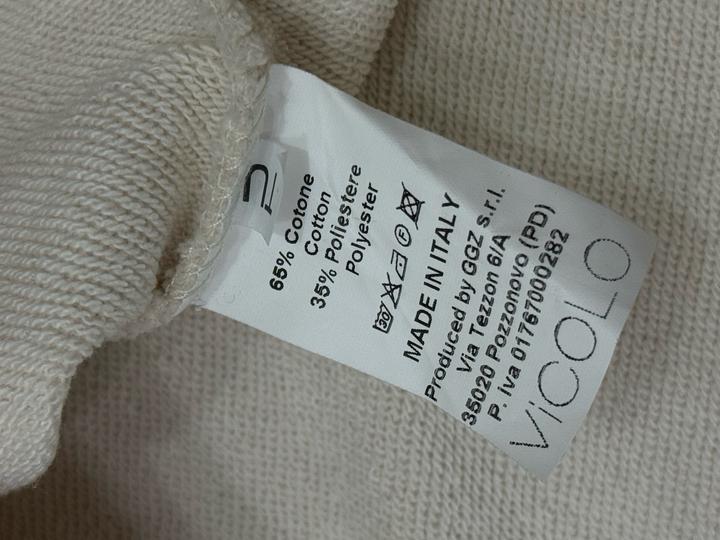 U
65% Cotone
Cotton
35% Poliestere
Polyester
30
MADE IN ITALY
Produced by GGZ s.r.l.
Via Tezzon 6/A
35020 Pozzonovo (PD)
P. iva 01767000282
ViCOLO